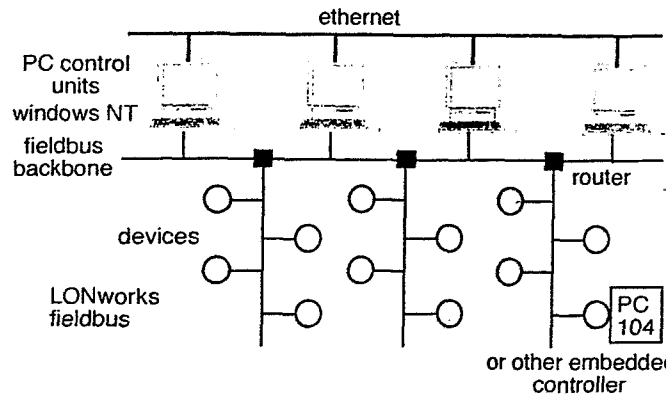 ethernet
PC control
units
windows NT
fieldbus
backbone
router
devices
LONworks
fieldbus
PC
104
or other embedded
controller